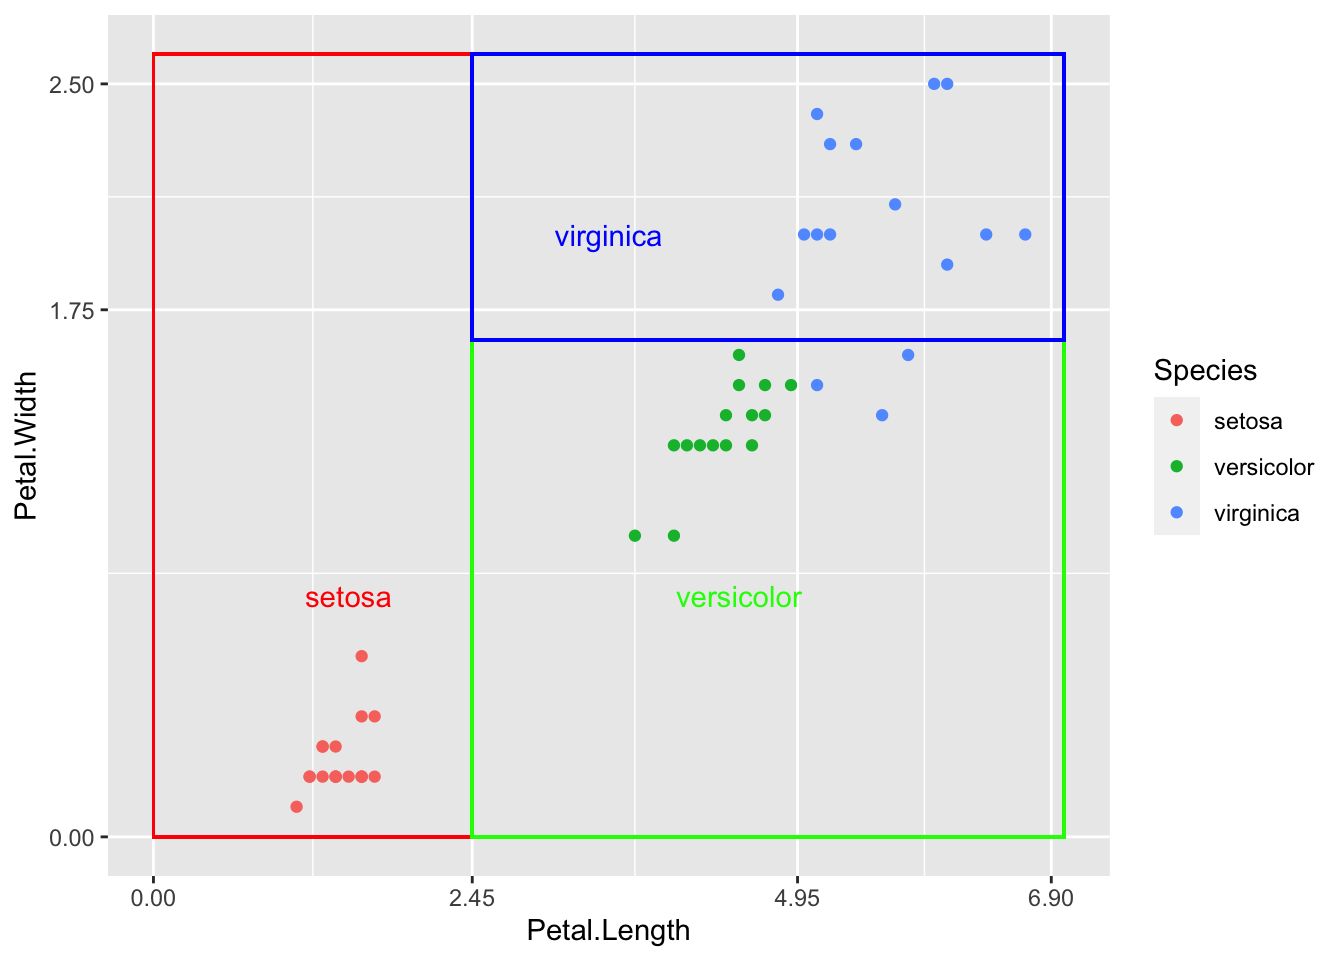 2.50
1.75
0.00
Petal.Width
virginica
setosa
versicolor
0.00
2.45
4.95
6.90
Petal.Length
Species
setosa
versicolor
virginica